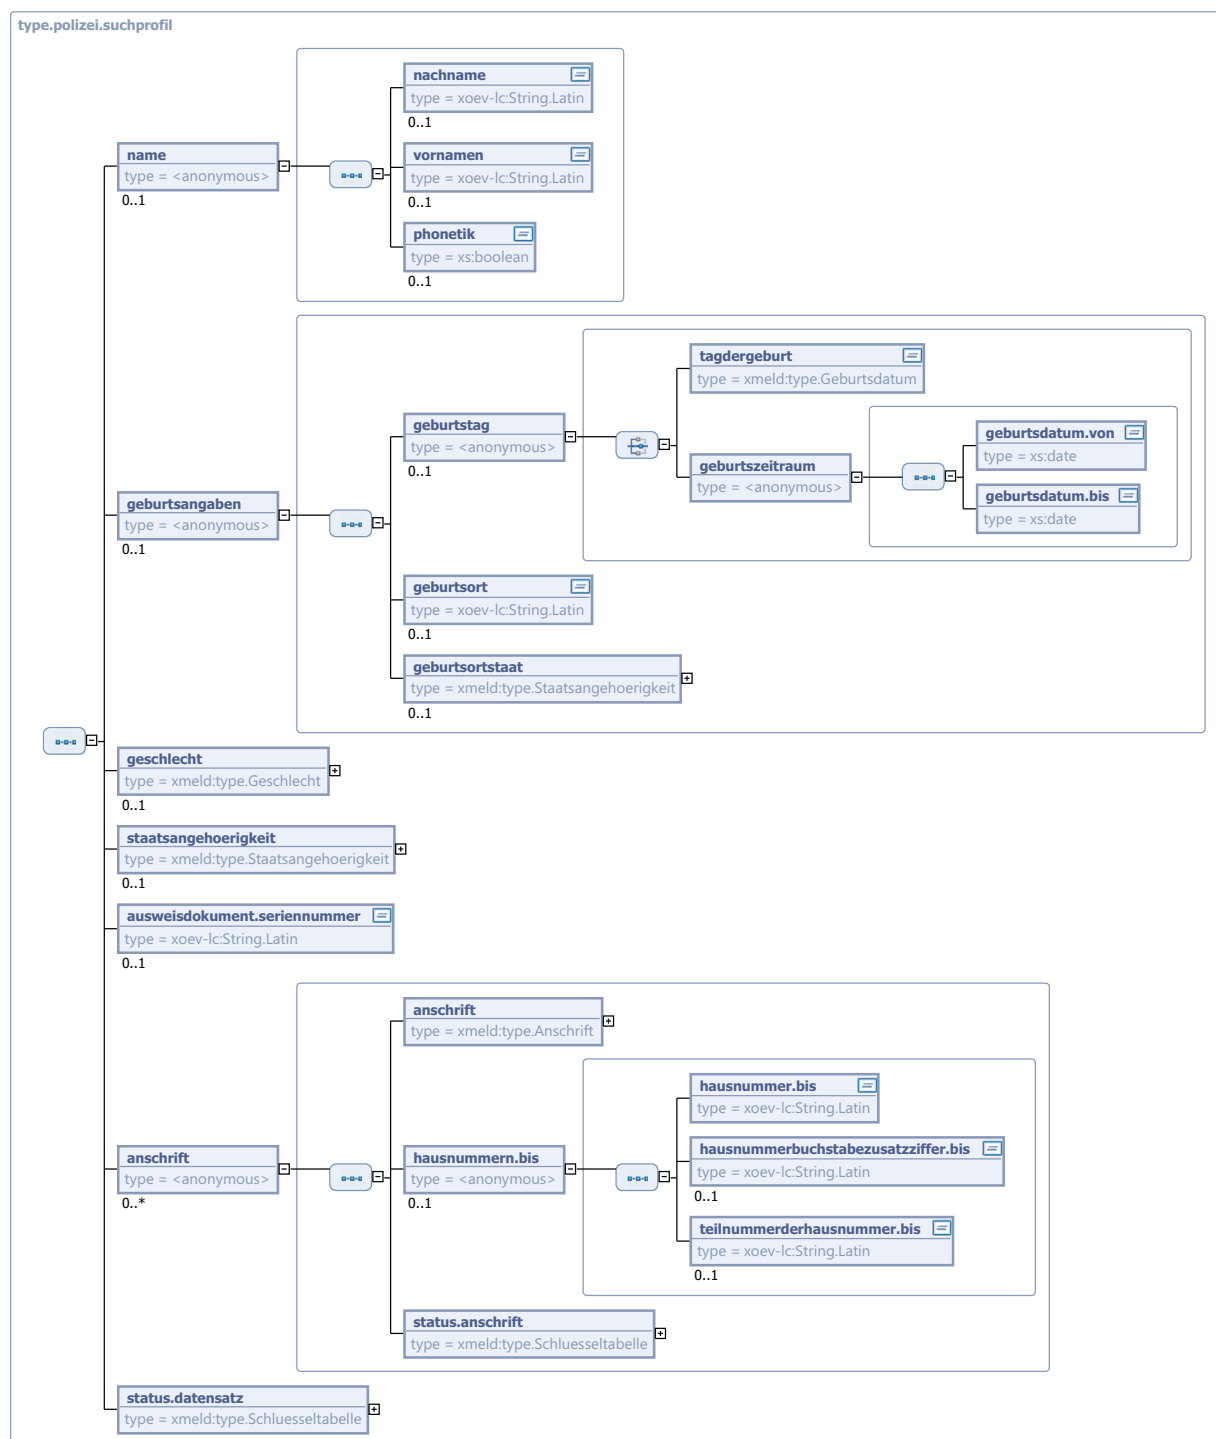 type.polizei.suchprofil
nachname
type = xoev-lc:String.Latin
0..1
name
type = <anonymous>
0..1
vornamen
type = xoev-lc:String.Latin
0..1
phonetik
type = xs:boolean
0..1
tagdergeburt
type = xmeld:type.Geburtsdatum
geburtstag
type = <anonymous>
0..1
geburtsdatum.von
type = xs:date
geburtszeitraum
type = <anonymous>
geburtsdatum.bis
type = xs:date
geburtsangaben
type = <anonymous>
0..1
geburtsort
type = xoev-lc:String.Latin
0..1
geburtsortstaat
type = xmeld:type.Staatsangehoerigkeit
0..1
geschlecht
type = xmeld:type.Geschlecht
0..1
staatsangehoerigkeit
type = xmeld:type.Staatsangehoerigkeit
0..1
ausweisdokument.seriennummer
type = xoev-lc:String.Latin
0..1
anschrift
type = xmeld:type.Anschrift
hausnummer.bis
type = xoev-lc:String.Latin
anschrift
type = <anonymous>
0..*
hausnummern.bis
type = <anonymous>
0..1
hausnummerbuchstabezusatzziffer.bis
type = xoev-lc:String.Latin
0..1
teilnummerderhausnummer.bis
type = xoev-lc:String.Latin
0..1
status.anschrift
type = xmeld:type.Schluesseltabelle
status.datensatz
type = xmeld:type.Schluesseltabelle